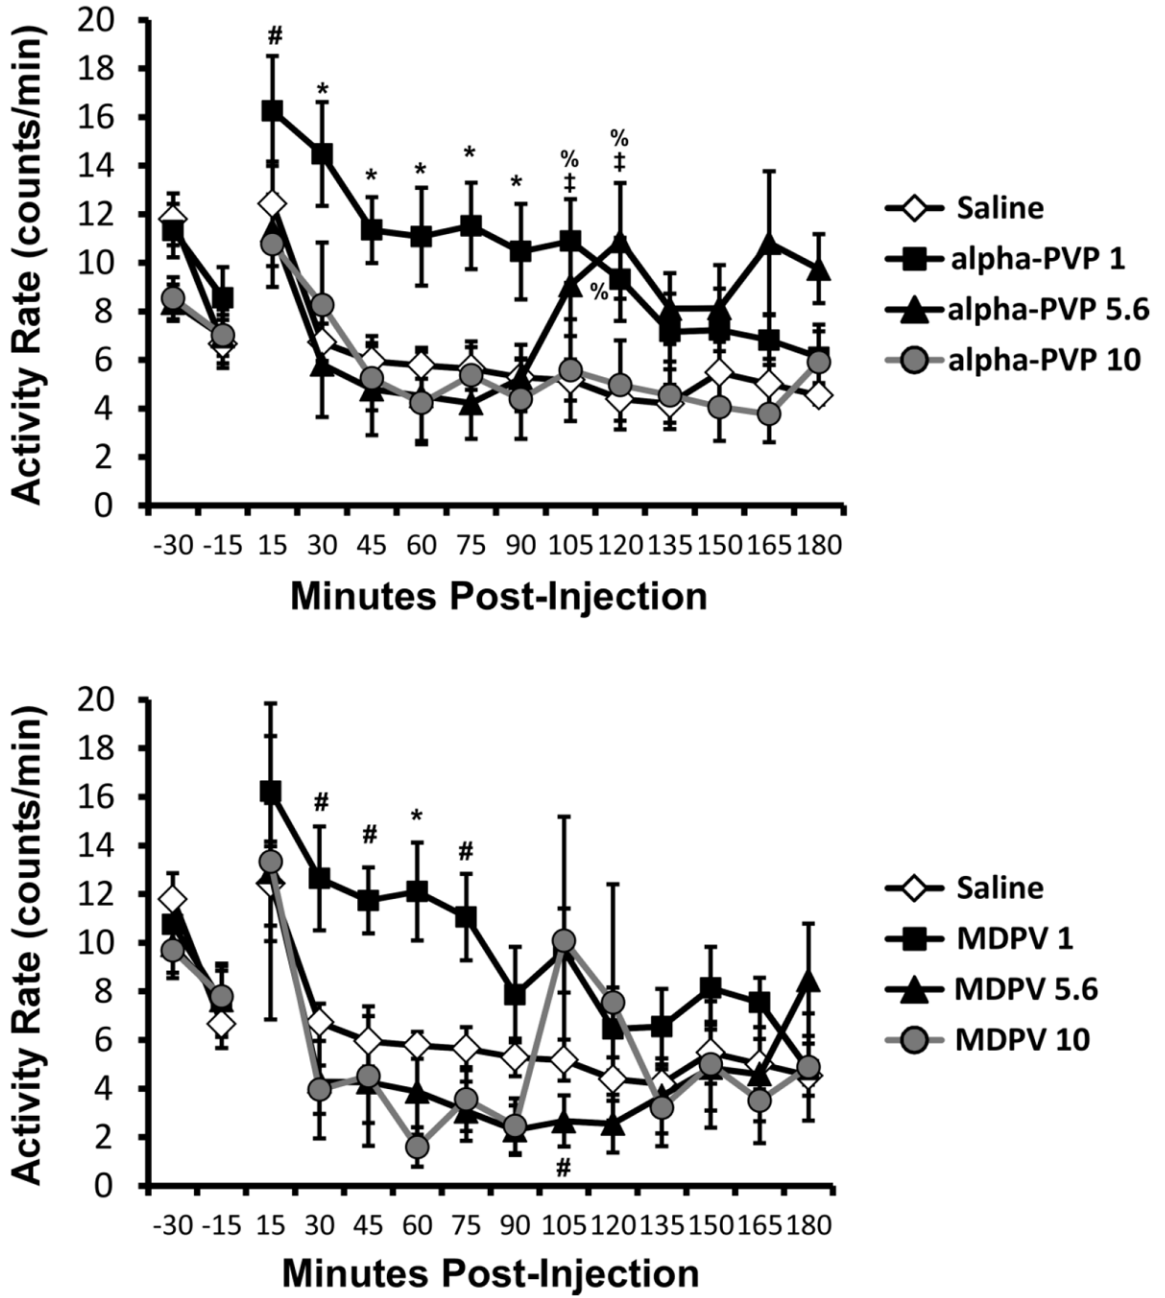 20
18
16
14
12
10
8
6
4
2
0
Activity Rate (counts/min)
#
*
*
*
*
*
%
‡
%
‡
%
-30 -15 15 30 45 60 75 90 105 120 135 150 165 180
Minutes Post-Injection
Saline
alpha-PVP 1
alpha-PVP 5.6
alpha-PVP 10
20
18
16
14
12
10
8
6
4
2
0
Activity Rate (counts/min)
#
#
*
#
#
-30 -15 15 30 45 60 75 90 105 120 135 150 165 180
Minutes Post-Injection
Saline
MDPV 1
MDPV 5.6
MDPV 10